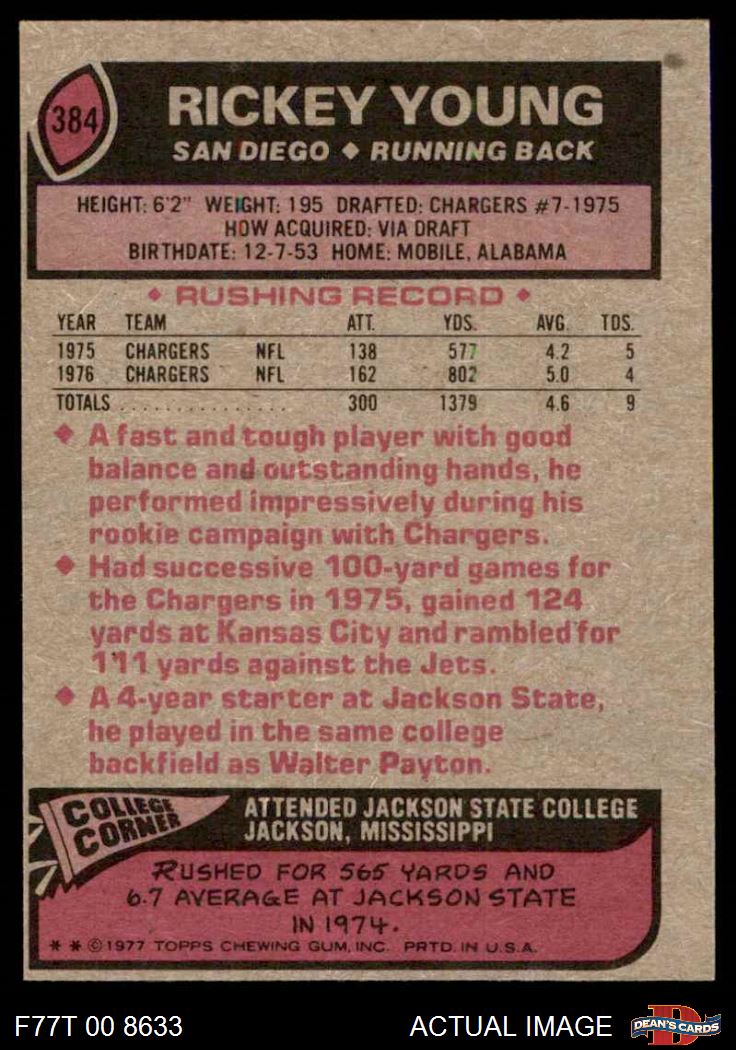 384
RICKEY YOUNG
SAN DIEGO ◆ RUNNING BACK
HEIGHT: 6'2" WEIGHT: 195 DRAFTED: CHARGERS #7-1975
HOW ACQUIRED: VIA DRAFT
BIRTHDATE: 12-7-53 HOME: MOBILE, ALABAMA
◆ RUSHING RECORD ◆
YEAR TEAM ATT. YDS. AVG. TDS.
1975 CHARGERS NFL 138 577 4.2 5
1976 CHARGERS NFL 162 802 5.0 4
TOTALS . . . . . . . . . . . . . . . 300 1379 4.6 9
◆ A fast and tough player with good
balance and outstanding hands, he
performed impressively during his
rookie campaign with Chargers.
◆ Had successive 100-yard games for
the Chargers in 1975, gained 124
yards at Kansas City and rambled for
111 yards against the Jets.
◆ A 4-year starter at Jackson State,
he played in the same college
backfield as Walter Payton.
COLLEGE
CORNER
ATTENDED JACKSON STATE COLLEGE
JACKSON, MISSISSIPPI
RUSHED FOR 565 YARDS AND
6.7 AVERAGE AT JACKSON STATE
IN 1974.
* * © 1977 TOPPS CHEWING GUM, INC. PRTD. IN U.S.A.
F77T 00 8633
ACTUAL IMAGE
D
DEAN'S CARDS